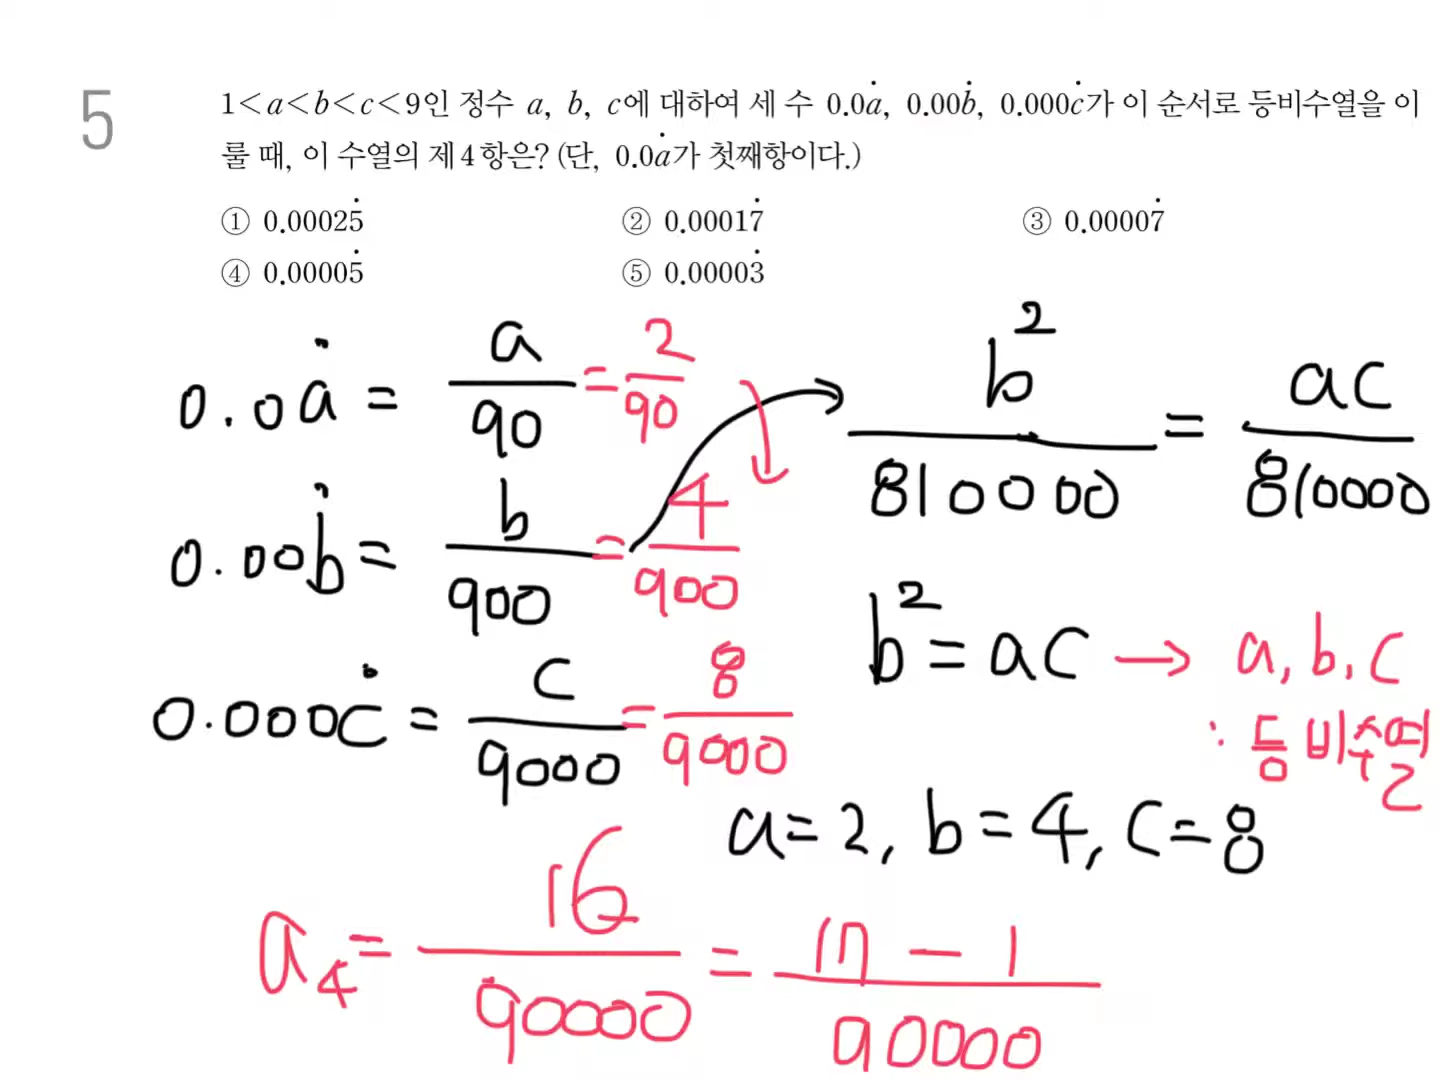 5
1<a<b<c<9인 정수 a, b, c에 대하여 세 수 0.0ȧ, 0.00ḃ, 0.000ċ가 이 순서로 등비수열을 이
룰 때, 이 수열의 제4항은? (단, 0.0ȧ가 첫째항이다.)
① 0.00025̇ ② 0.00017̇ ③ 0.00007̇
④ 0.00005̇ ⑤ 0.00003̇
0.0ȧ = a/90 = 2/90
b²/810000 = ac/810000
0.00ḃ = b/900 = 4/900
b² = ac → a, b, c
∵ 등비수열
0.000ċ = c/9000 = 8/9000
a=2, b=4, c=8
a₄ = 16/90000 = 17-1/90000